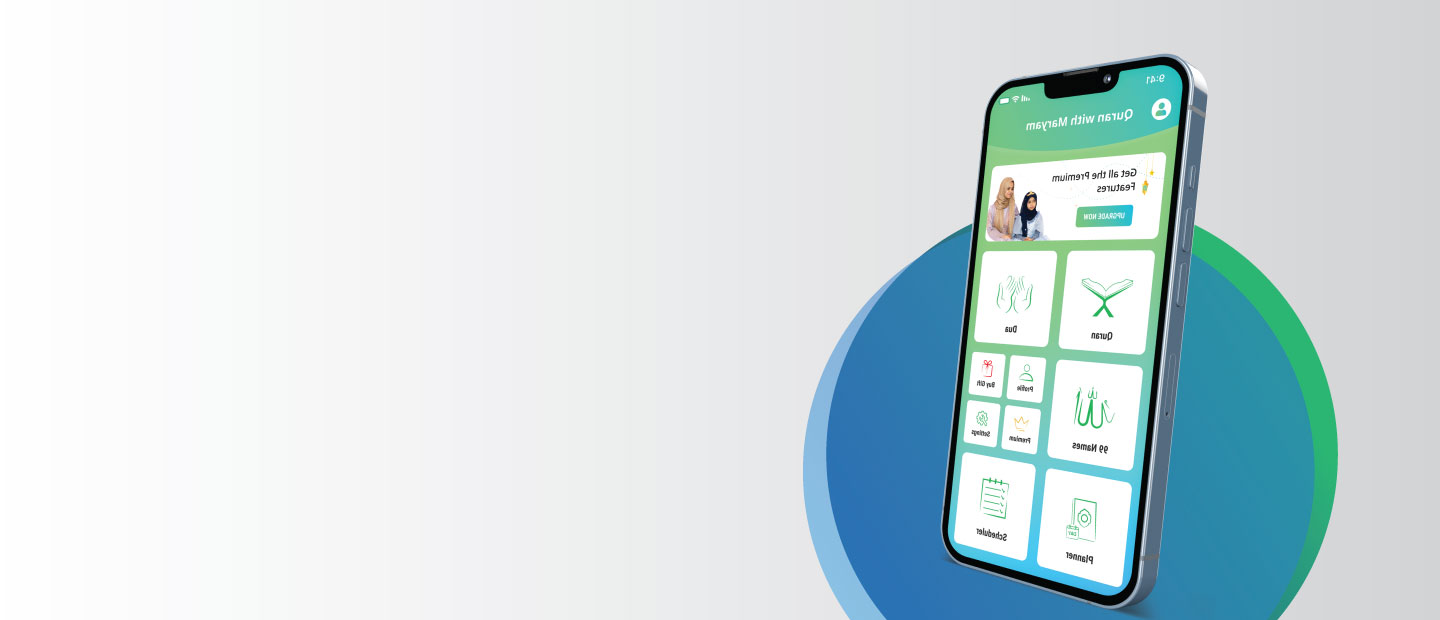 9:41
Quran with Maryam
Get all the Premium
Features
UPGRADE NOW
Quran
Dua
99 Names
الله
Profile
Buy Gift
Premium
Settings
Planner
DAY
Scheduler